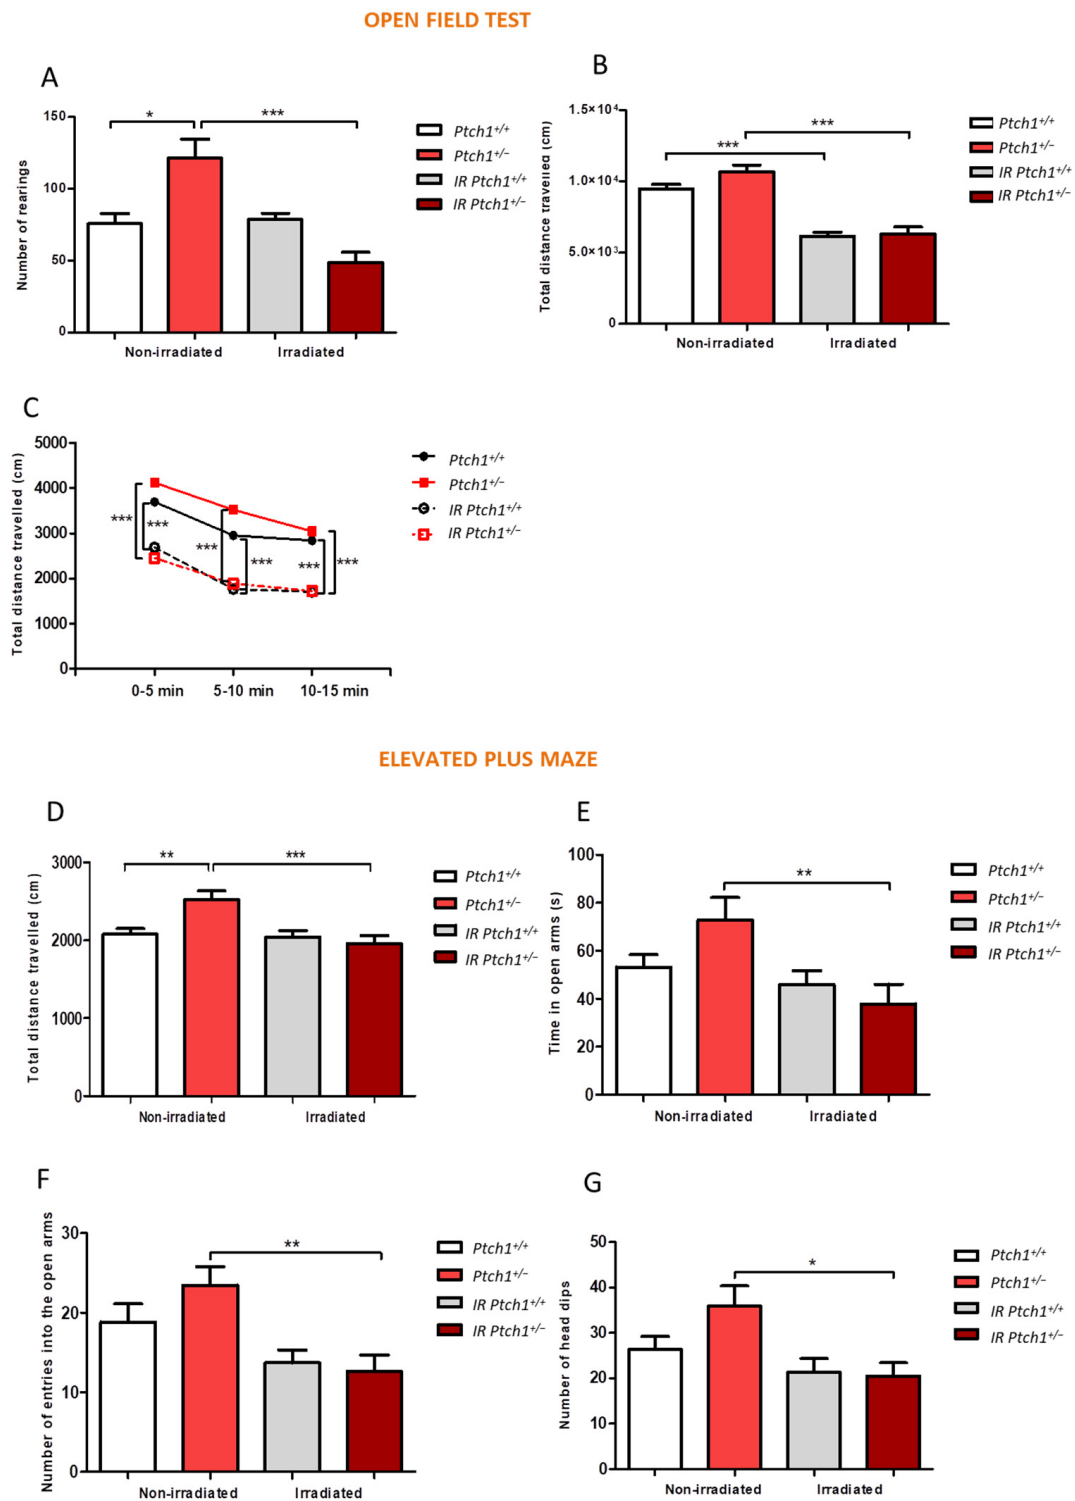 OPEN FIELD TEST
A
Number of rearings
150
100
50
0
*
***
Non-irradiated
Irradiated
Ptch1+/+
Ptch1+/−
IR Ptch1+/+
IR Ptch1+/−
B
Total distance travelled (cm)
1.5×10⁴
1.0×10⁴
5.0×10³
0
***
***
Non-irradiated
Irradiated
Ptch1+/+
Ptch1+/−
IR Ptch1+/+
IR Ptch1+/−
C
Total distance travelled (cm)
5000
4000
3000
2000
1000
0
***
***
***
***
***
***
0-5 min
5-10 min
10-15 min
Ptch1+/+
Ptch1+/−
IR Ptch1+/+
IR Ptch1+/−
ELEVATED PLUS MAZE
D
Total distance travelled (cm)
3000
2000
1000
0
**
***
Non-irradiated
Irradiated
Ptch1+/+
Ptch1+/−
IR Ptch1+/+
IR Ptch1+/−
E
Time in open arms (s)
100
80
60
40
20
0
**
Non-irradiated
Irradiated
Ptch1+/+
Ptch1+/−
IR Ptch1+/+
IR Ptch1+/−
F
Number of entries into the open arms
30
20
10
0
**
Non-irradiated
Irradiated
Ptch1+/+
Ptch1+/−
IR Ptch1+/+
IR Ptch1+/−
G
Number of head dips
50
40
30
20
10
0
*
Non-irradiated
Irradiated
Ptch1+/+
Ptch1+/−
IR Ptch1+/+
IR Ptch1+/−